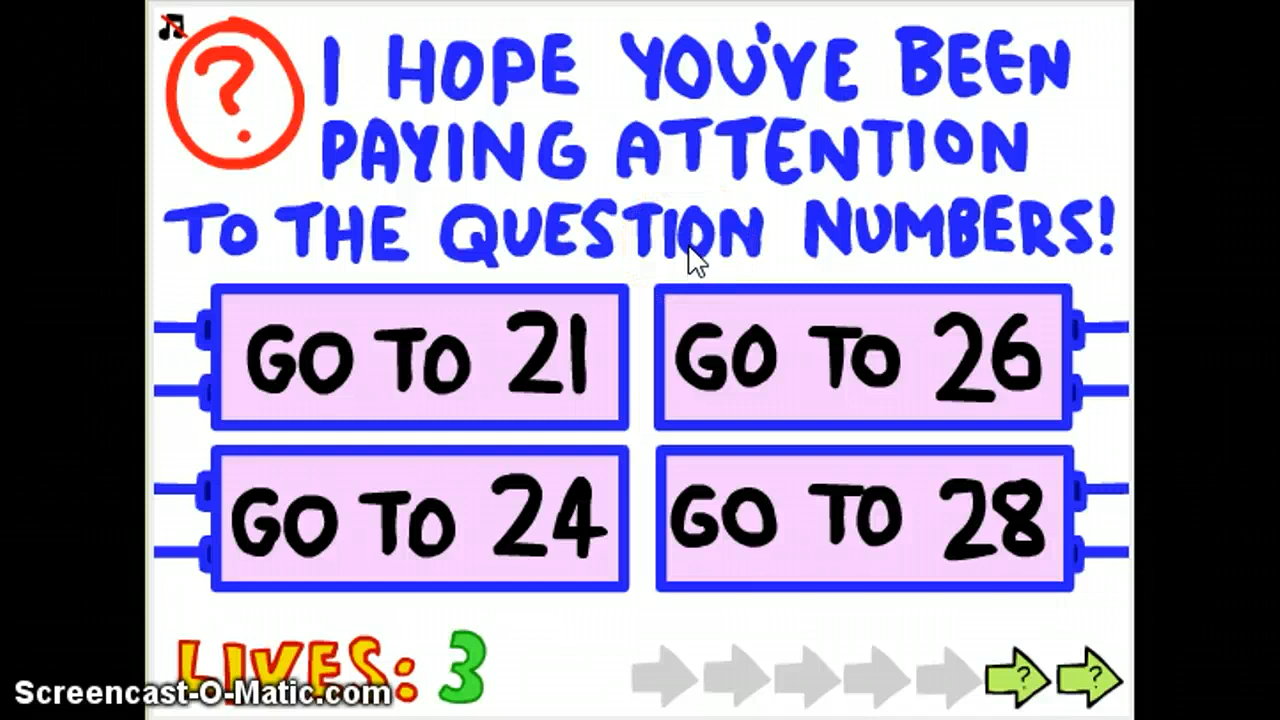 ?
I HOPE YOU'VE BEEN
PAYING ATTENTION
TO THE QUESTION NUMBERS!
GO TO 21
GO TO 26
GO TO 24
GO TO 28
LIVES: 3
? ?
Screencast-O-Matic.com